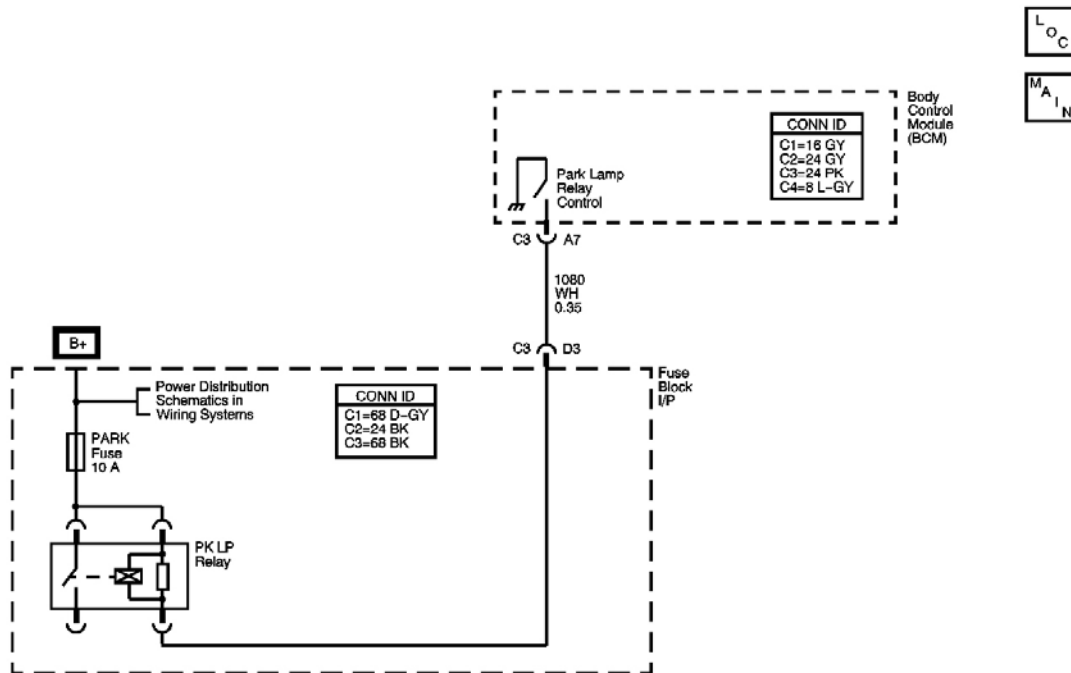 LOC
MAIN
Body
Control
Module
(BCM)
CONN ID
C1=16 GY
C2=24 GY
C3=24 PK
C4=8 L-GY
Park Lamp
Relay
Control
C3 A7
1080
WH
0.35
B+
C3 D3
Fuse
Block
I/P
Power Distribution
Schematics in
Wiring Systems
CONN ID
C1=68 D-GY
C2=24 BK
C3=68 BK
PARK
Fuse
10 A
PK LP
Relay